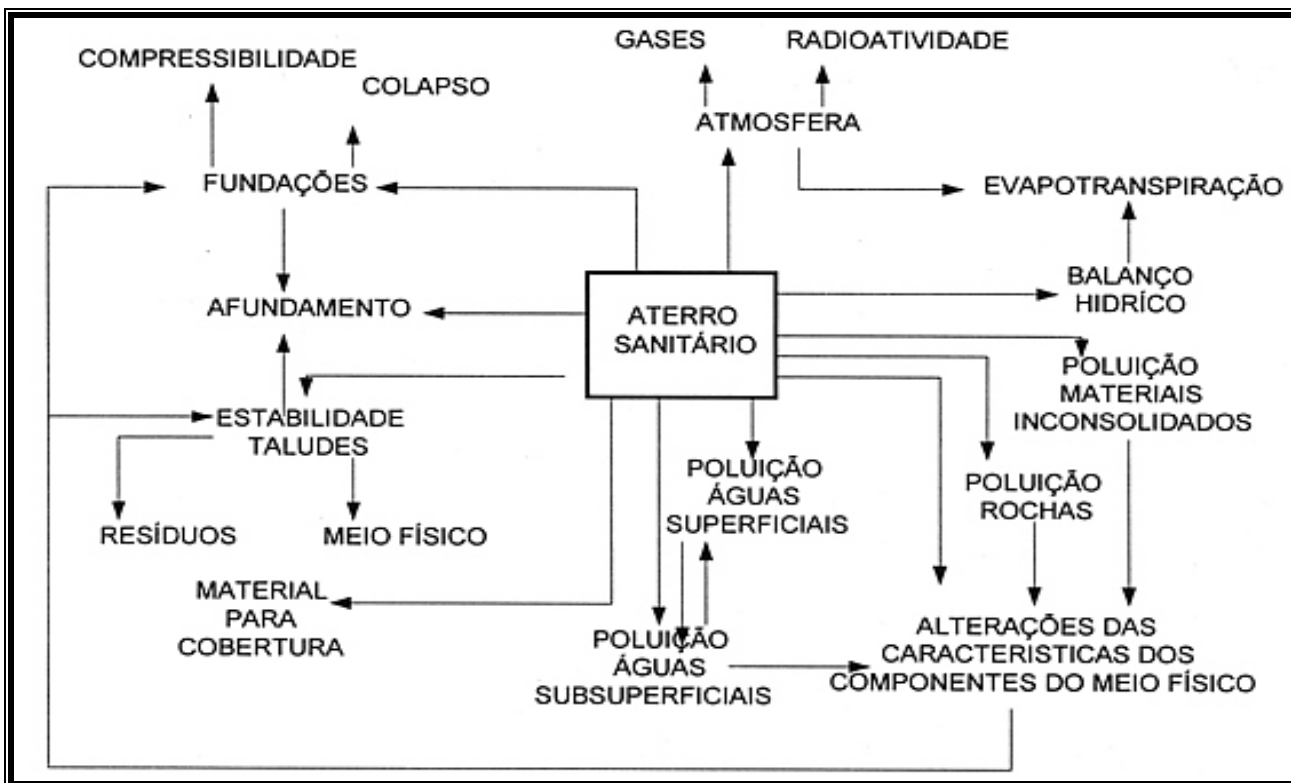 GASES
RADIOATIVIDADE
COMPRESSIBILIDADE
COLAPSO
ATMOSFERA
FUNDAÇÕES
EVAPOTRANSPIRAÇÃO
BALANÇO
HIDRÍCO
AFUNDAMENTO
ATERRO
SANITÁRIO
POLUIÇÃO
MATERIAIS
INCONSOLIDADOS
ESTABILIDADE
TALUDES
POLUIÇÃO
ÁGUAS
SUPERFICIAIS
POLUIÇÃO
ROCHAS
RESÍDUOS
MEIO FÍSICO
MATERIAL
PARA
COBERTURA
POLUIÇÃO
ÁGUAS
SUBSUPERFICIAIS
ALTERAÇÕES DAS
CARACTERISTICAS DOS
COMPONENTES DO MEIO FÍSICO